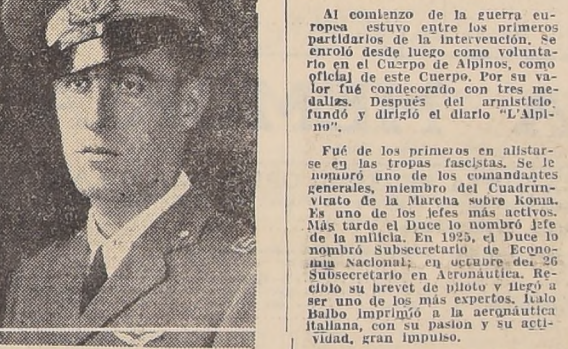 Al comienzo de la guerra eu-
ropea estuvo entre los primeros
partidarios de la intervención. Se
enroló desde luego como volunta-
rio en el Cuerpo de Alpinos, como
oficial de este Cuerpo. Por su va-
lor fué condecorado con tres me-
dallas. Después del armisticio
fundó y dirigió el diario "L'Alpi-
no".
Fué de los primeros en alistar-
se en las tropas fascistas. Se le
nombró uno de los comandantes
generales, miembro del Cuadrun-
virato de la Marcha sobre Roma.
Es uno de los jefes más activos.
Más tarde el Duce lo nombró jefe
de la milicia. En 1925, el Duce lo
nombró Subsecretario de Econo-
mía Nacional; en octubre del 26
Subsecretario en Aeronáutica. Re-
cibió su brevet de piloto y llegó a
ser uno de los más expertos. Italo
Balbo imprimió a la aeronáutica
italiana, con su pasión y su acti-
vidad, gran impulso.